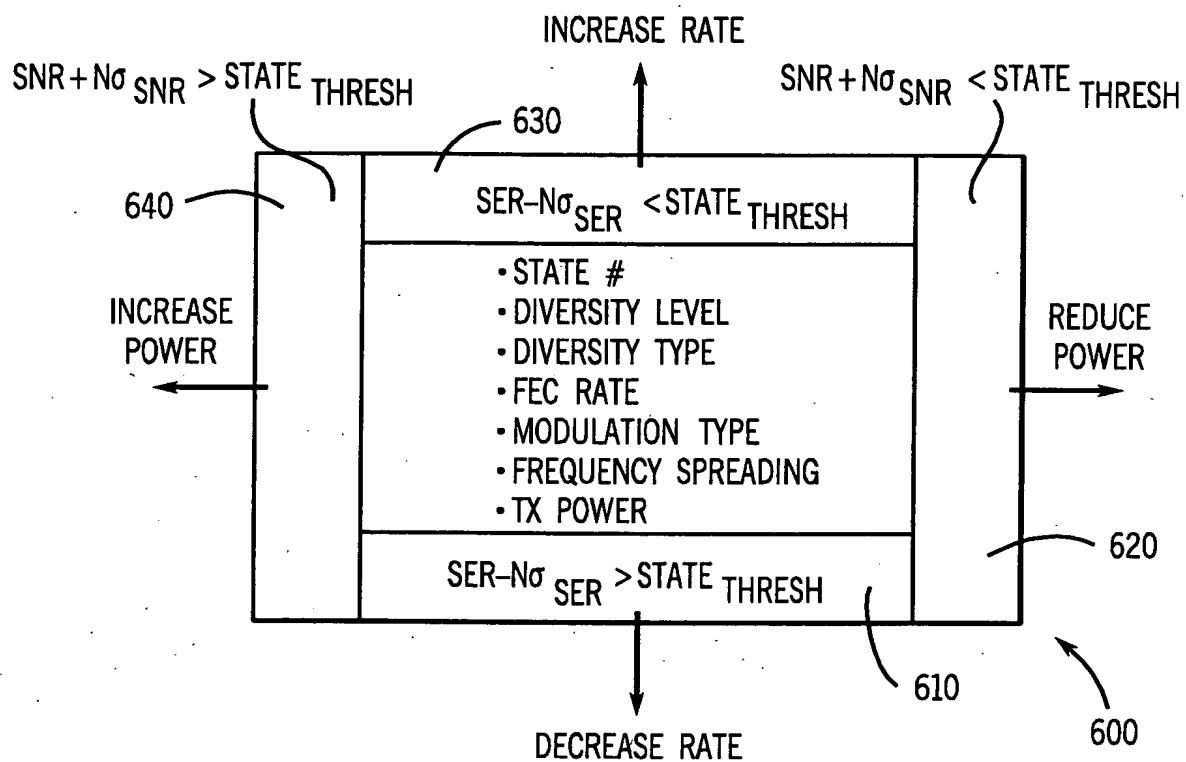 INCREASE RATE
SNR+Nσ SNR > STATE THRESH
SNR+Nσ SNR < STATE THRESH
630
640
SER–Nσ SER < STATE THRESH
• STATE #
• DIVERSITY LEVEL
• DIVERSITY TYPE
• FEC RATE
• MODULATION TYPE
• FREQUENCY SPREADING
• TX POWER
INCREASE
POWER
REDUCE
POWER
SER–Nσ SER > STATE THRESH
620
610
600
DECREASE RATE